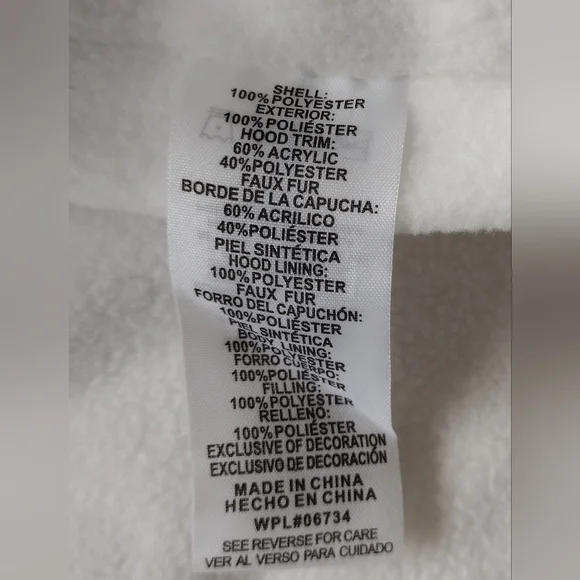 SHELL:
100% POLYESTER
EXTERIOR:
100% POLIÉSTER
HOOD TRIM:
60% ACRYLIC
40%POLYESTER
FAUX FUR
BORDE DE LA CAPUCHA:
60% ACRILICO
40%POLIÉSTER
PIEL SINTÉTICA
HOOD LINING:
100% POLYESTER
FAUX FUR
FORRO DEL CAPUCHÓN:
100%POLIÉSTER
PIEL SINTÉTICA
BODY LINING:
100%POLYESTER
FORRO CUERPO:
100%POLIÉSTER
FILLING:
100% POLYESTER
RELLENO:
100%POLIÉSTER
EXCLUSIVE OF DECORATION
EXCLUSIVO DE DECORACIÓN
MADE IN CHINA
HECHO EN CHINA
WPL#06734
SEE REVERSE FOR CARE
VER AL VERSO PARA CUIDADO